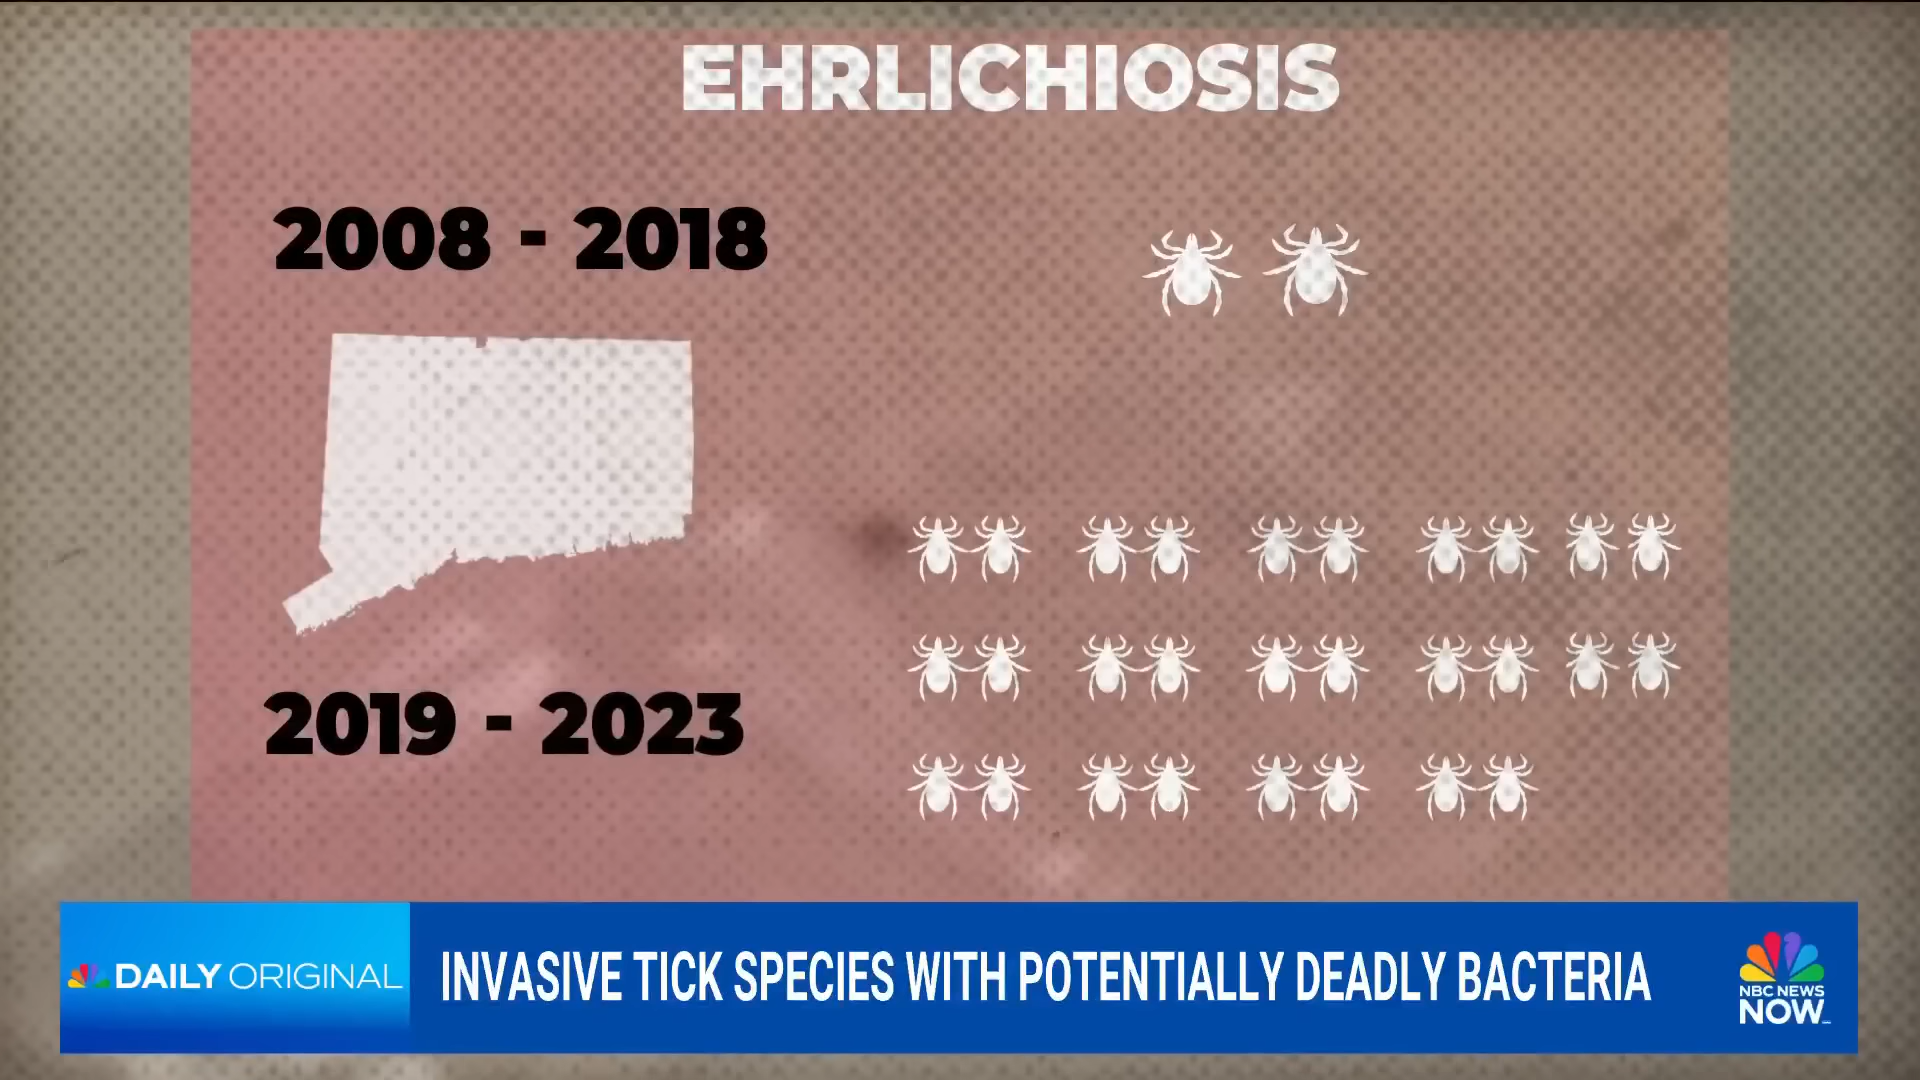 EHRLICHIOSIS
2008 - 2018
2019 - 2023
DAILY ORIGINAL
INVASIVE TICK SPECIES WITH POTENTIALLY DEADLY BACTERIA
NBC NEWS
NOW